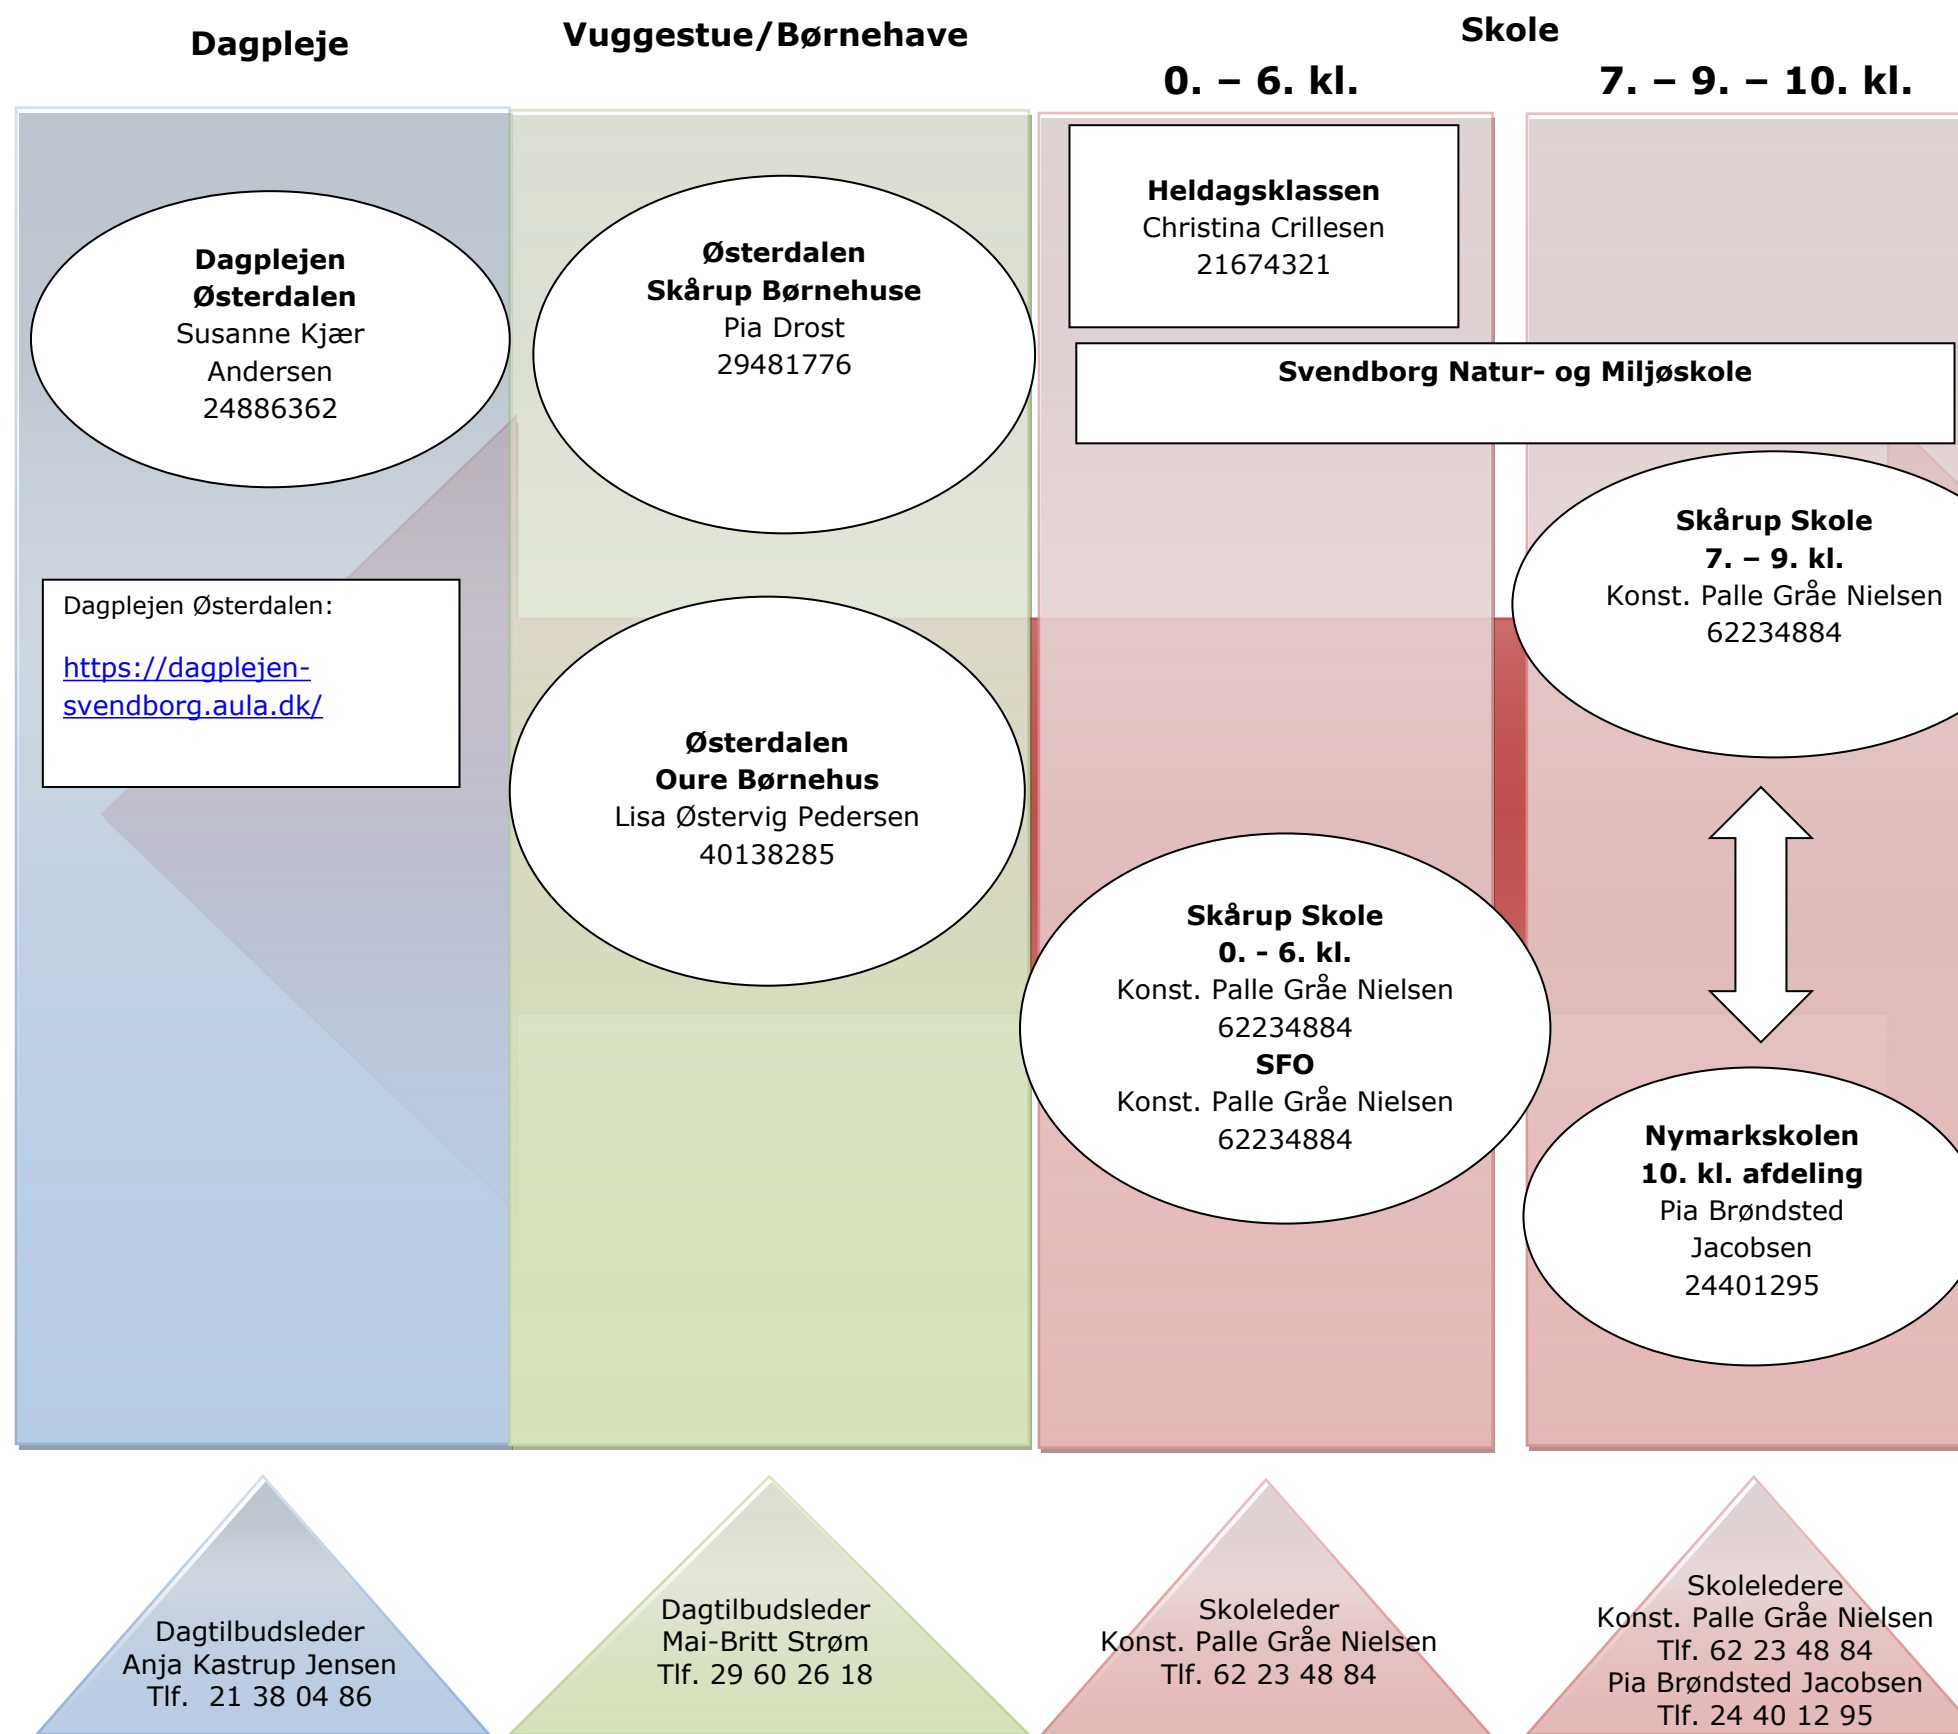 Dagpleje
Vuggestue/Børnehave
Skole
0. – 6. kl.
7. – 9. – 10. kl.
Dagplejen
Østerdalen
Susanne Kjær
Andersen
24886362
Dagplejen Østerdalen:
https://dagplejen-
svendborg.aula.dk/
Østerdalen
Skårup Børnehuse
Pia Drost
29481776
Østerdalen
Oure Børnehus
Lisa Østervig Pedersen
40138285
Heldagsklassen
Christina Crillesen
21674321
Svendborg Natur- og Miljøskole
Skårup Skole
0. - 6. kl.
Konst. Palle Gråe Nielsen
62234884
SFO
Konst. Palle Gråe Nielsen
62234884
Skårup Skole
7. – 9. kl.
Konst. Palle Gråe Nielsen
62234884
Nymarkskolen
10. kl. afdeling
Pia Brøndsted
Jacobsen
24401295
Dagtilbudsleder
Anja Kastrup Jensen
Tlf.  21 38 04 86
Dagtilbudsleder
Mai-Britt Strøm
Tlf. 29 60 26 18
Skoleleder
Konst. Palle Gråe Nielsen
Tlf. 62 23 48 84
Skoleledere
Konst. Palle Gråe Nielsen
Tlf. 62 23 48 84
Pia Brøndsted Jacobsen
Tlf. 24 40 12 95